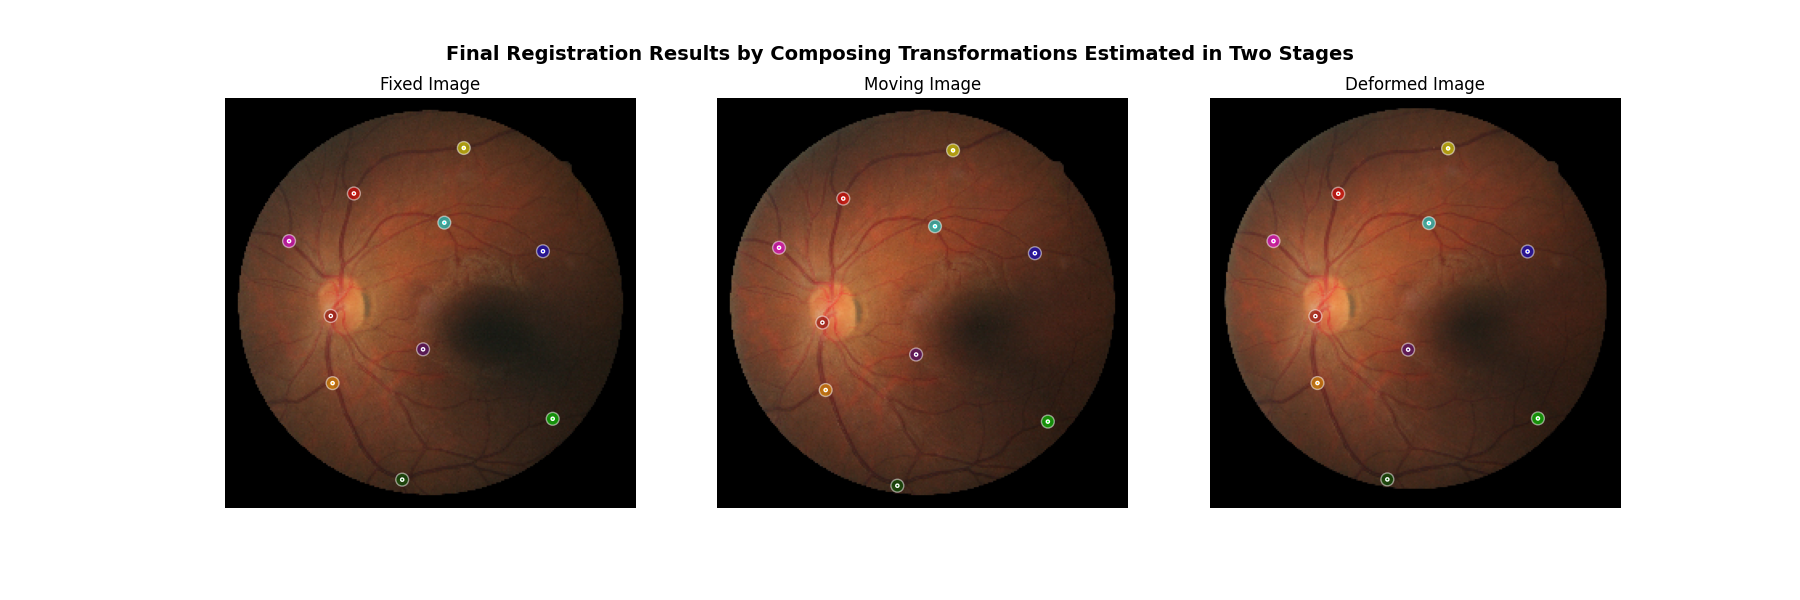 Final Registration Results by Composing Transformations Estimated in Two Stages
Fixed Image
Moving Image
Deformed Image